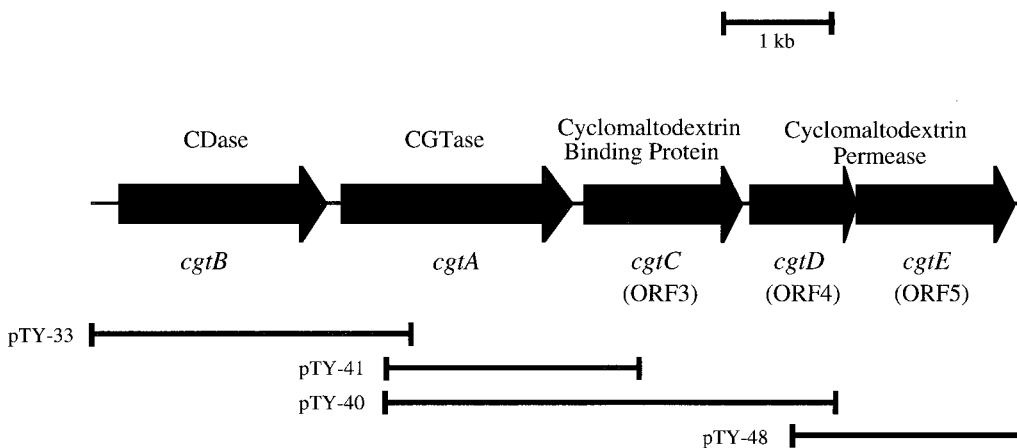 1 kb
CDase
CGTase
Cyclomaltodextrin
Binding Protein
Cyclomaltodextrin
Permease
cgtB
cgtA
cgtC
(ORF3)
cgtD
(ORF4)
cgtE
(ORF5)
pTY-33
pTY-41
pTY-40
pTY-48